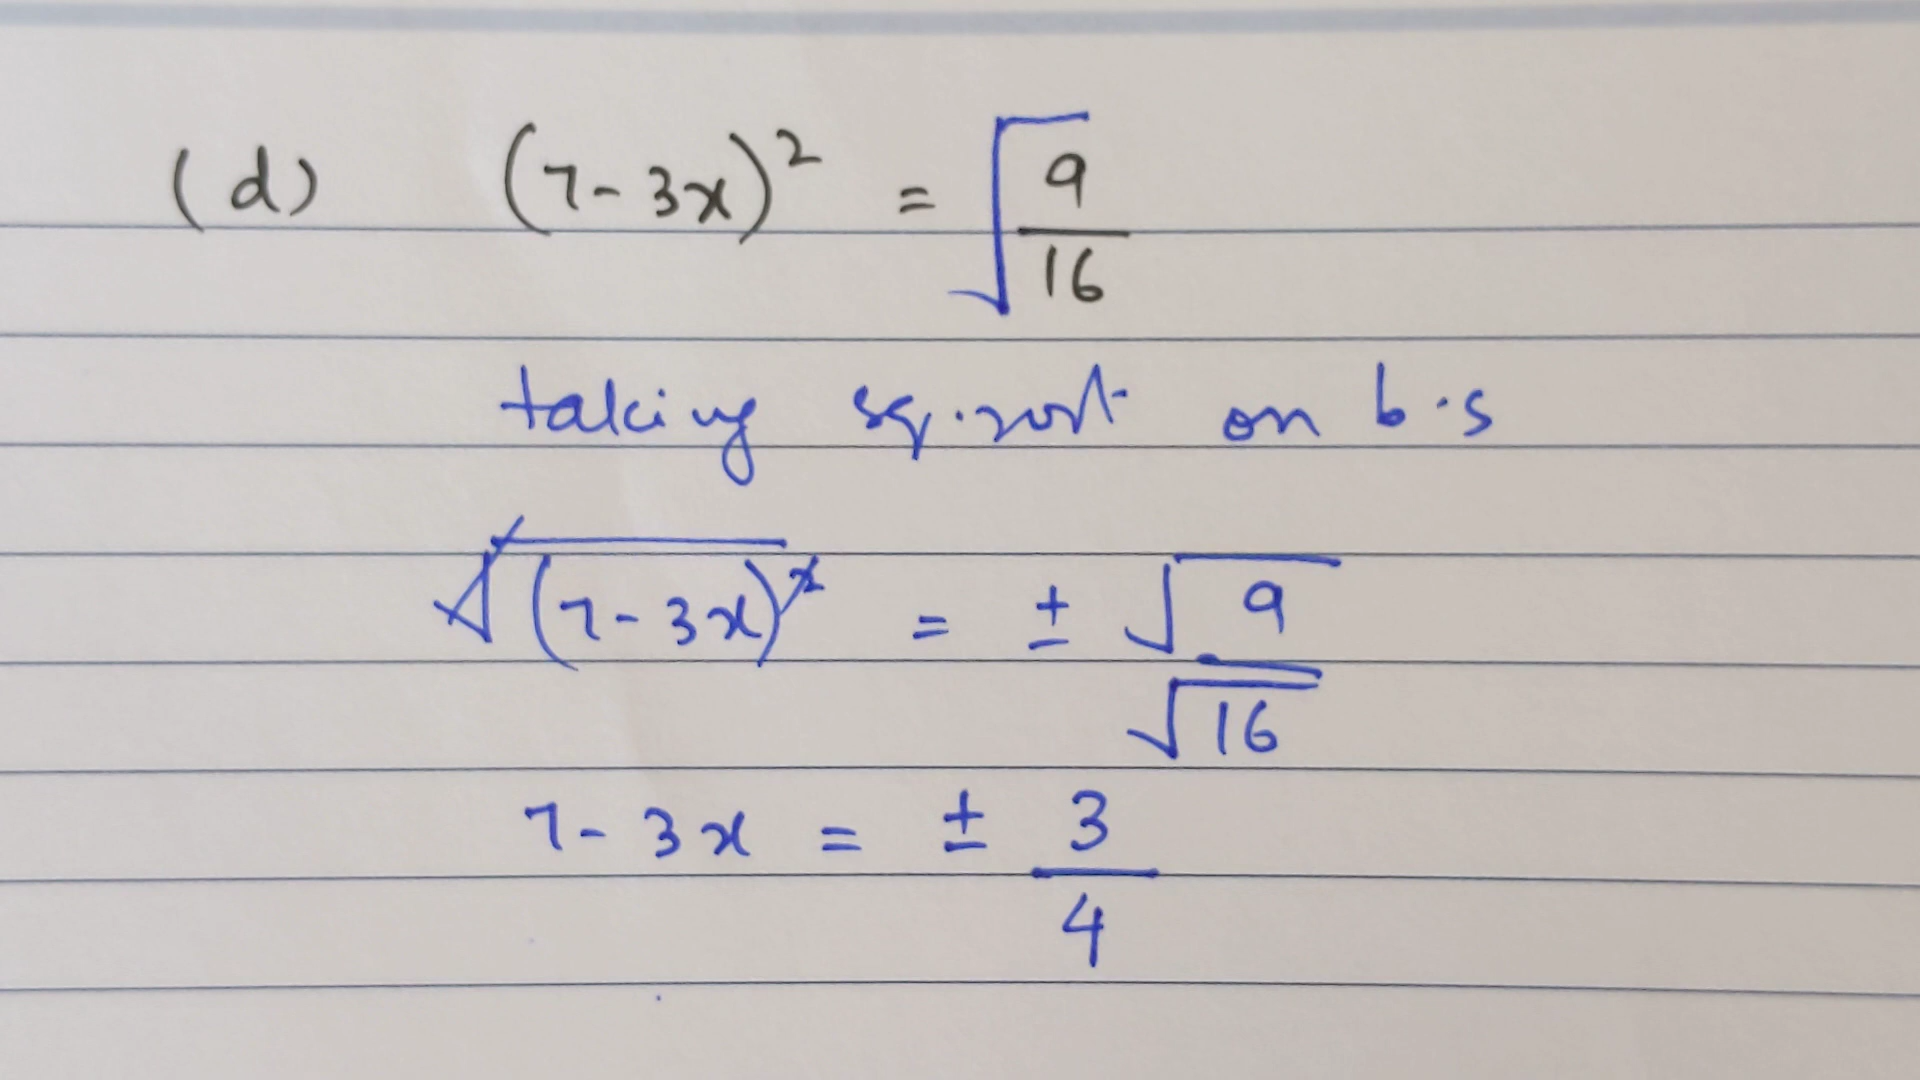 (d) (7-3x)² = √(9/16)
taking sq. root on b.s
√(7-3x)² = ± √9/√16
7-3x = ± 3/4